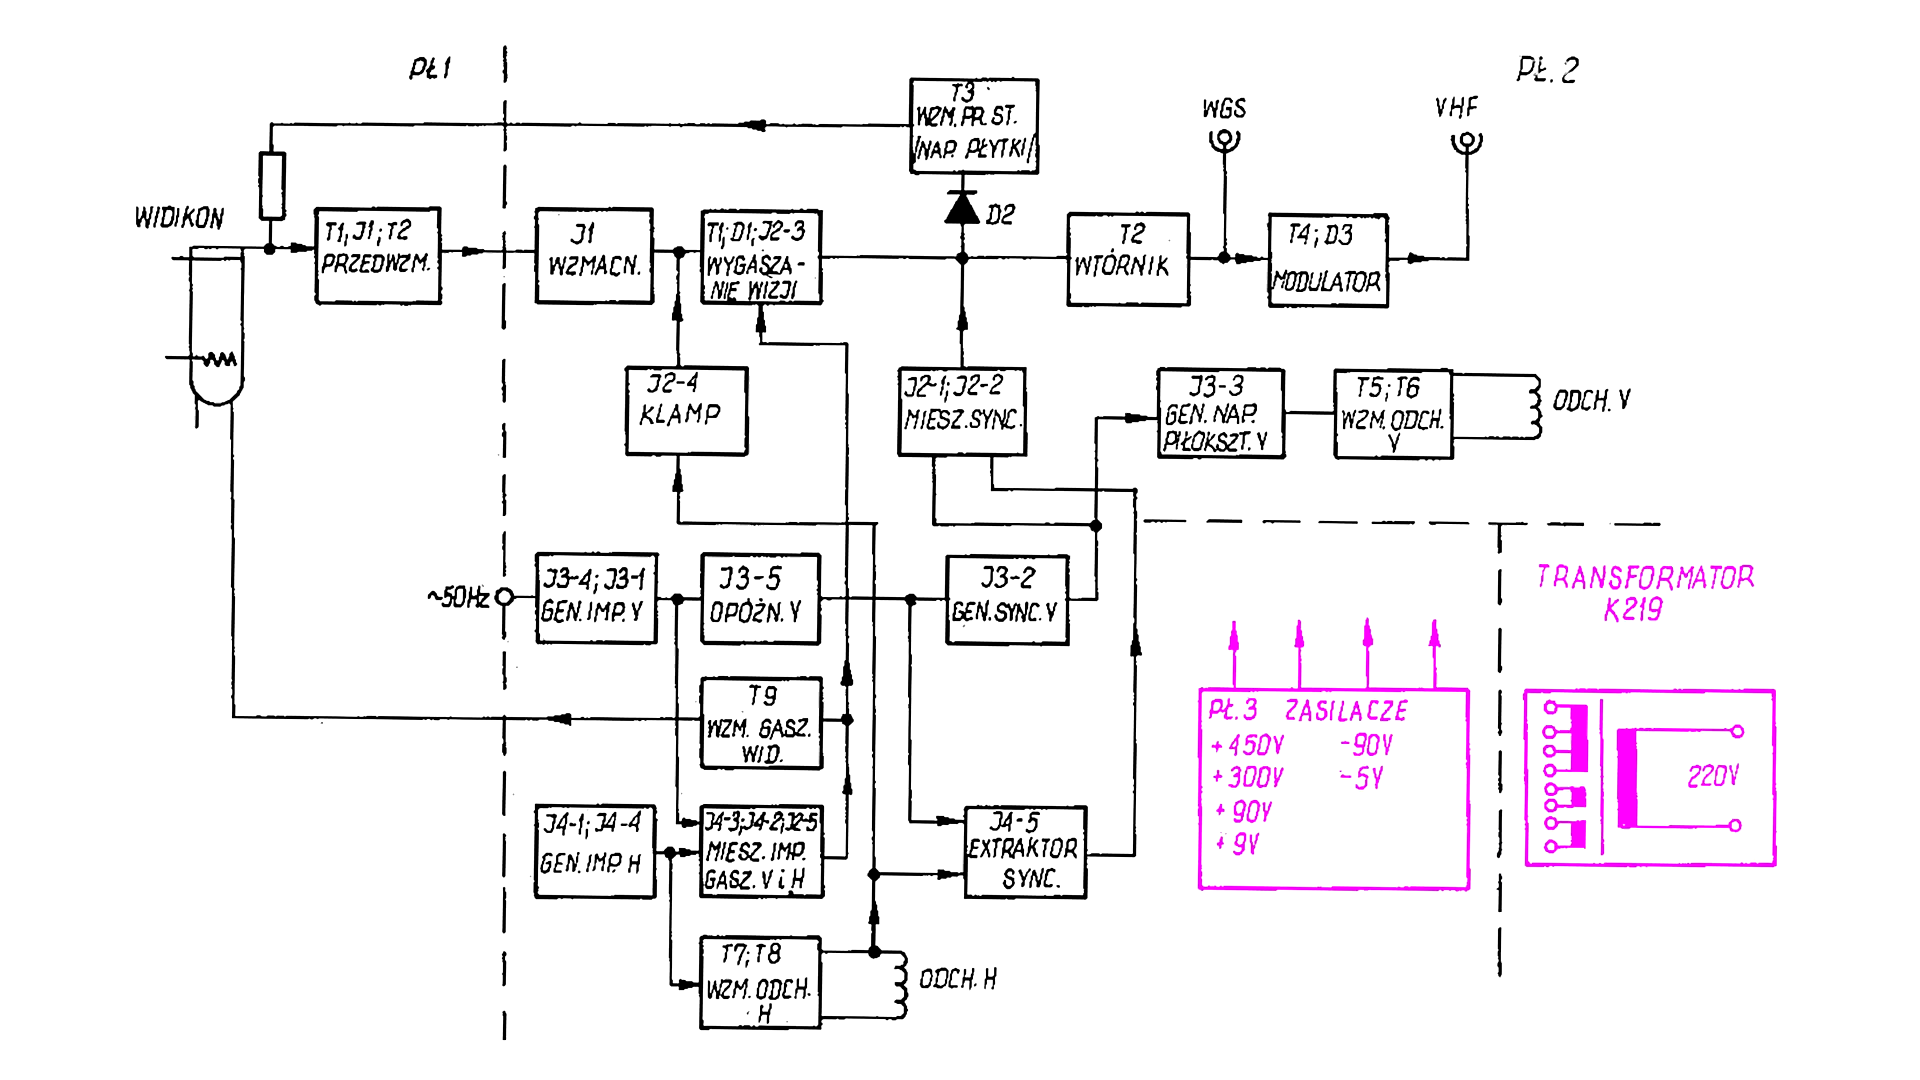 PŁ1
PŁ.2
T3
WZM. PR. ST.
/NAP. PŁYTKI/
WGS
VHF
WIDIKON
T1; J1; T2
PRZEDWZM.
J1
WZMACN.
T1; D1; J2-3
WYGASZA-
NIE WIZJI
D2
T2
WTÓRNIK
T4; D3
MODULATOR
J2-4
KLAMP
J2-1; J2-2
MIESZ. SYNC.
J3-3
GEN. NAP.
PIŁOKSZT. V
T5; T6
WZM. ODCH.
V
ODCH. V
~50Hz
J3-4; J3-1
GEN. IMP. V
J3-5
OPÓŹN. V
J3-2
GEN. SYNC. V
TRANSFORMATOR
K219
T9
WZM. GASZ.
WID.
PŁ.3 ZASILACZE
+450V -90V
+300V -5V
+90V
+9V
220V
J4-1; J4-4
GEN. IMP. H
J4-3; J4-2; J2-5
MIESZ. IMP.
GASZ. V i H
J4-5
EXTRAKTOR
SYNC.
T7; T8
WZM. ODCH.
H
ODCH. H